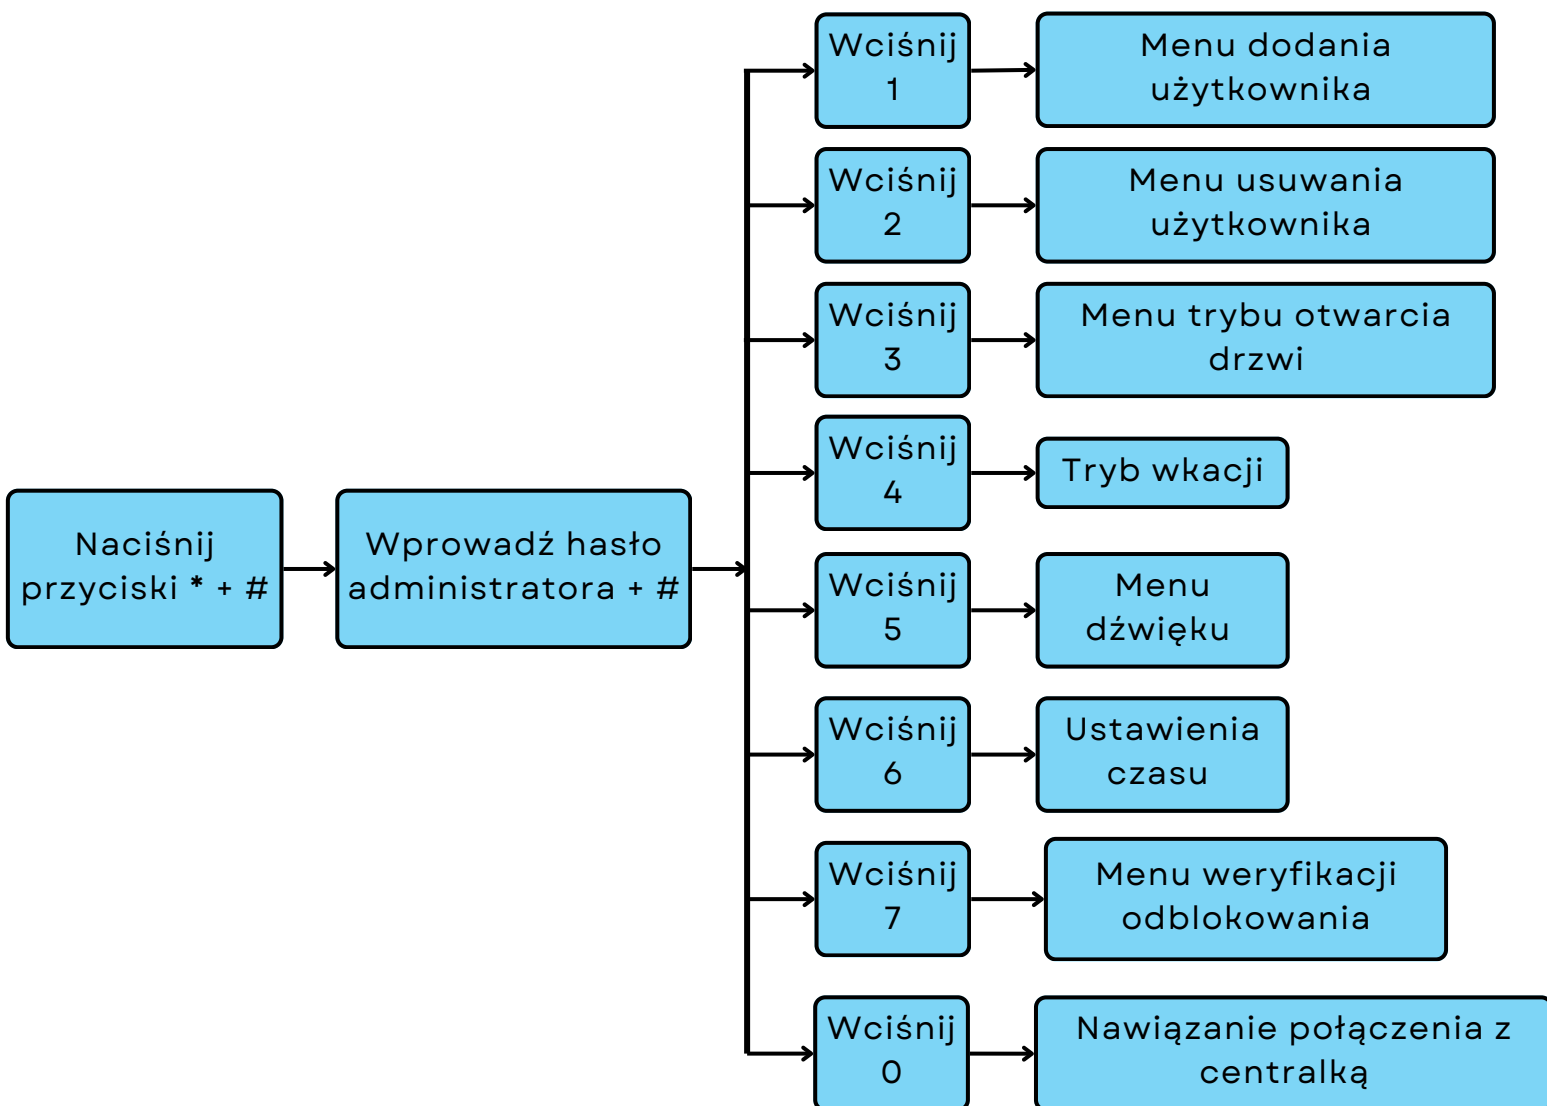 Naciśnij
przyciski * + #
Wprowadź hasło
administratora + #
Wciśnij
1
Menu dodania
użytkownika
Wciśnij
2
Menu usuwania
użytkownika
Wciśnij
3
Menu trybu otwarcia
drzwi
Wciśnij
4
Tryb wkacji
Wciśnij
5
Menu
dźwięku
Wciśnij
6
Ustawienia
czasu
Wciśnij
7
Menu weryfikacji
odblokowania
Wciśnij
0
Nawiązanie połączenia z
centralką